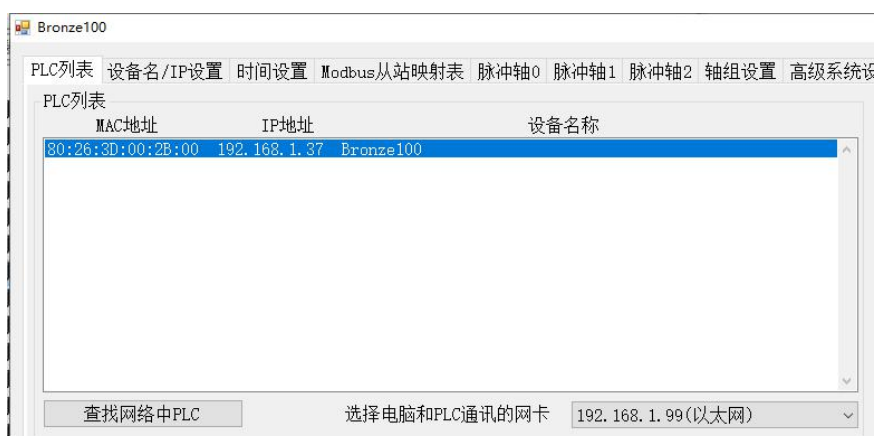 Bronze100
PLC列表 设备名/IP设置 时间设置 Modbus从站映射表 脉冲轴0 脉冲轴1 脉冲轴2 轴组设置 高级系统设
PLC列表
MAC地址 IP地址 设备名称
80:26:3D:00:2B:00 192.168.1.37 Bronze100
查找网络中PLC 选择电脑和PLC通讯的网卡 192.168.1.99(以太网)